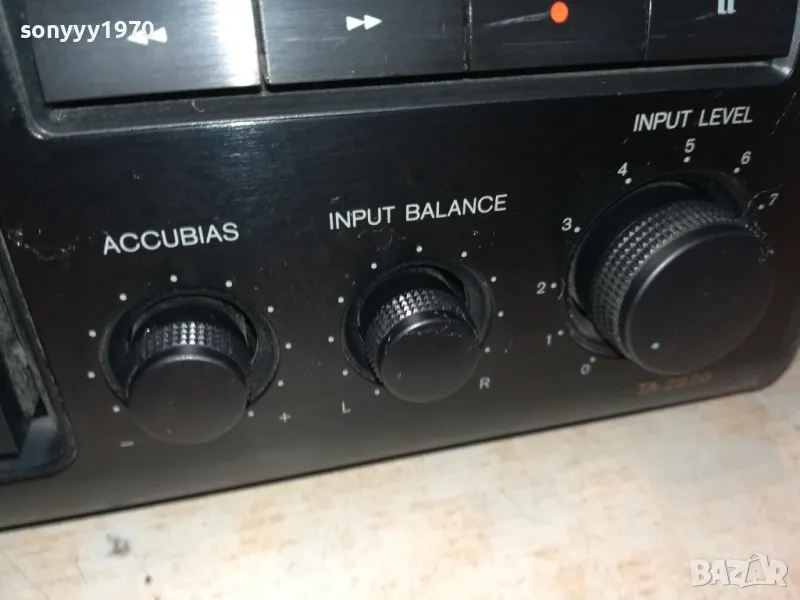 sonyyy1970
INPUT LEVEL
ACCUBIAS
INPUT BALANCE
0 1 2 3 4 5 6 7
- +
L R
BAZAR